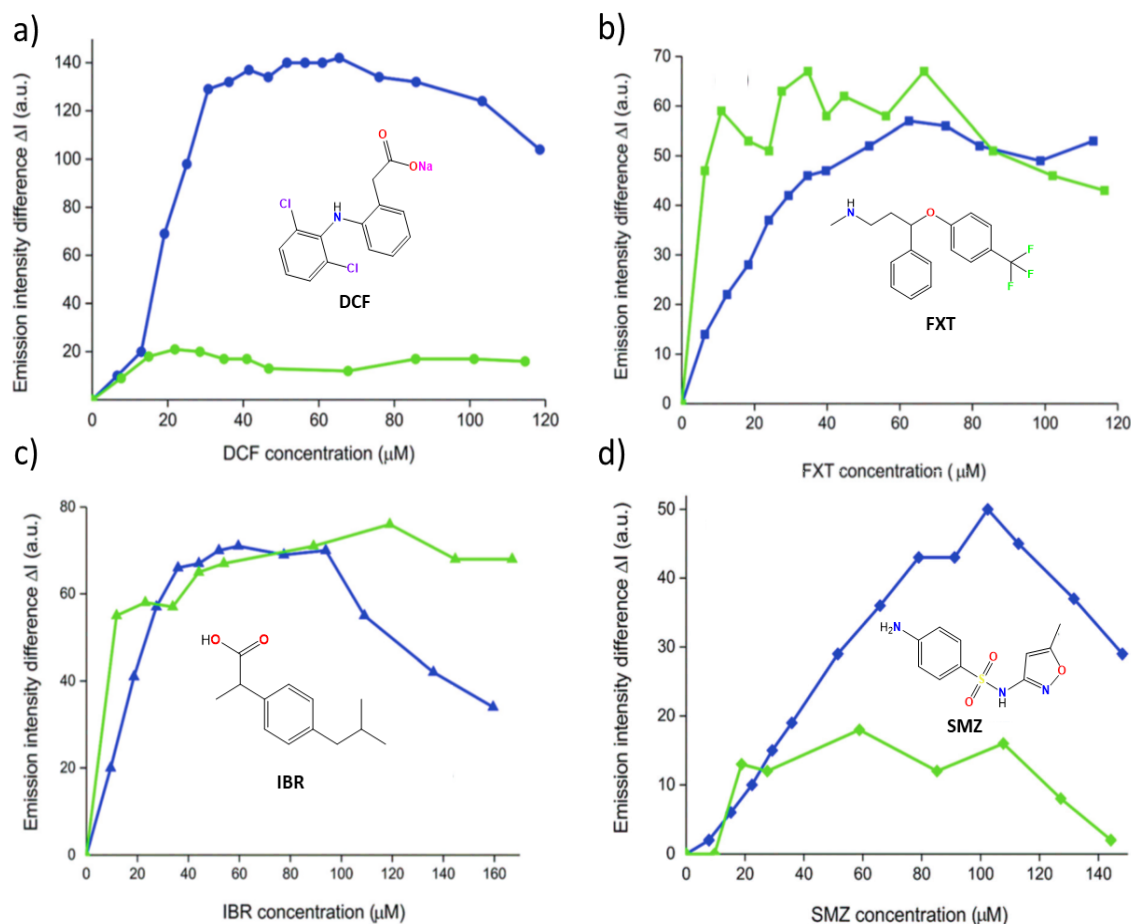 a)
Emission intensity difference ΔI (a.u.)
140
120
100
80
60
40
20
0 20 40 60 80 100 120
DCF concentration (μM)
O
ONa
Cl
H
N
Cl
DCF
b)
Emission intensity difference ΔI (a.u.)
70
60
50
40
30
20
10
0
0 20 40 60 80 100 120
FXT concentration ( μM)
H
N
O
F
F
F
FXT
c)
Emission intensity difference ΔI (a.u.)
80
60
40
20
0
0 20 40 60 80 100 120 140 160
IBR concentration (μM)
HO
O
IBR
d)
Emission intensity difference ΔI (a.u.)
50
40
30
20
10
0
0 20 40 60 80 100 120 140
SMZ concentration (μM)
H2N
O
S
O
N
H
O
N
SMZ